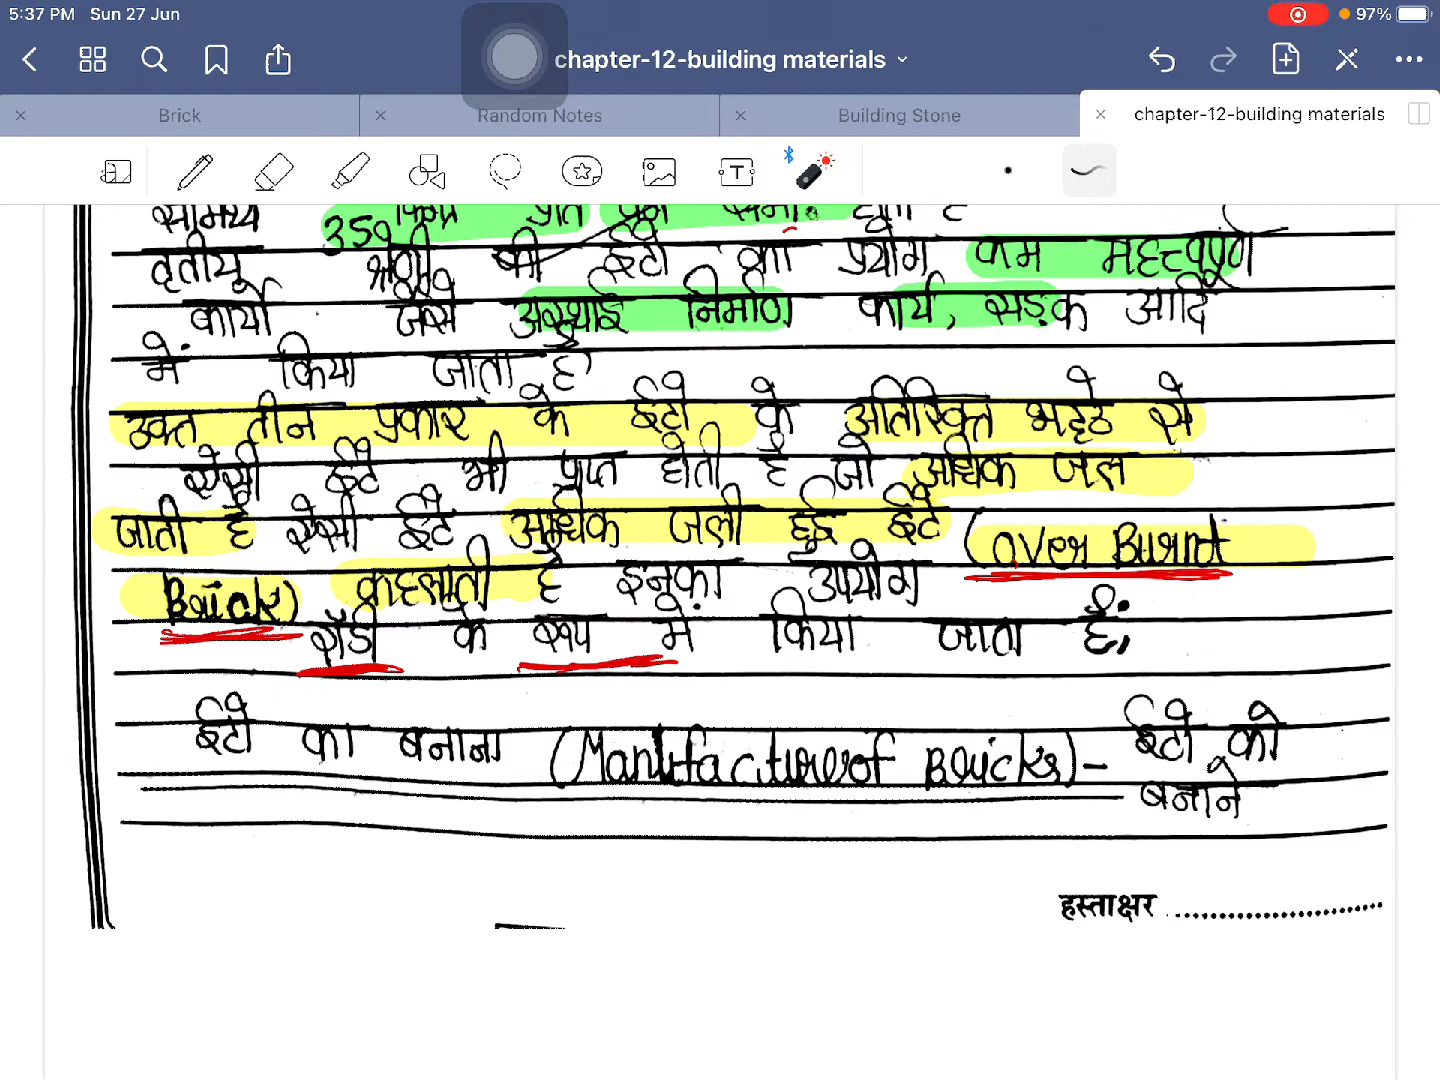 5:37 PM Sun 27 Jun
97%
chapter-12-building materials
Brick
Random Notes
Building Stone
chapter-12-building materials
35 प्रति
तृतीय श्रेणी की ईंटो का प्रयोग कम महत्त्वपूर्ण
कार्यो जैसे अस्थाई निर्माण कार्य, सड़क आदि
में किया जाता है
उक्त तीन प्रकार के ईंटो के अतिरिक्त भट्ठे से
ऐसी ईंटे भी प्राप्त होती है जो अधिक जल
जाती है ऐसी ईंटे अधिक जली हुई ईंटे (over Burnt
Brick) कहलाती है इनका उपयोग
रोडी के रूप मे किया जाता है;
ईंटो का बनाना (Manufacture of Bricks) – ईंटो को
बनाने
हस्ताक्षर